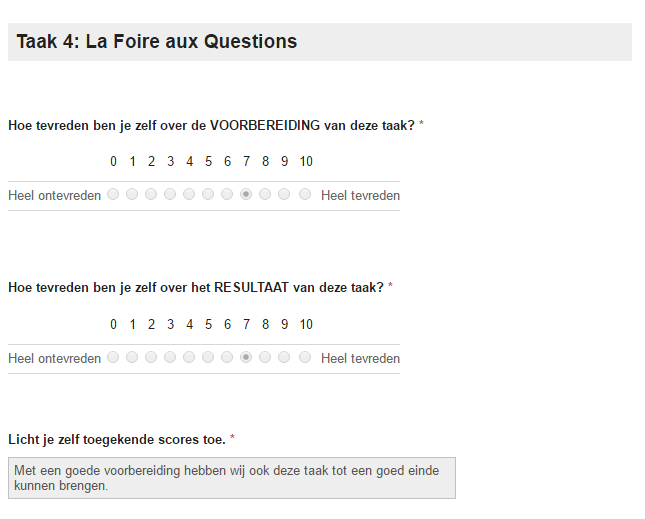 Taak 4: La Foire aux Questions
Hoe tevreden ben je zelf over de VOORBEREIDING van deze taak? *
0 1 2 3 4 5 6 7 8 9 10
Heel ontevreden Heel tevreden
Hoe tevreden ben je zelf over het RESULTAAT van deze taak? *
0 1 2 3 4 5 6 7 8 9 10
Heel ontevreden Heel tevreden
Licht je zelf toegekende scores toe. *
Met een goede voorbereiding hebben wij ook deze taak tot een goed einde
kunnen brengen.